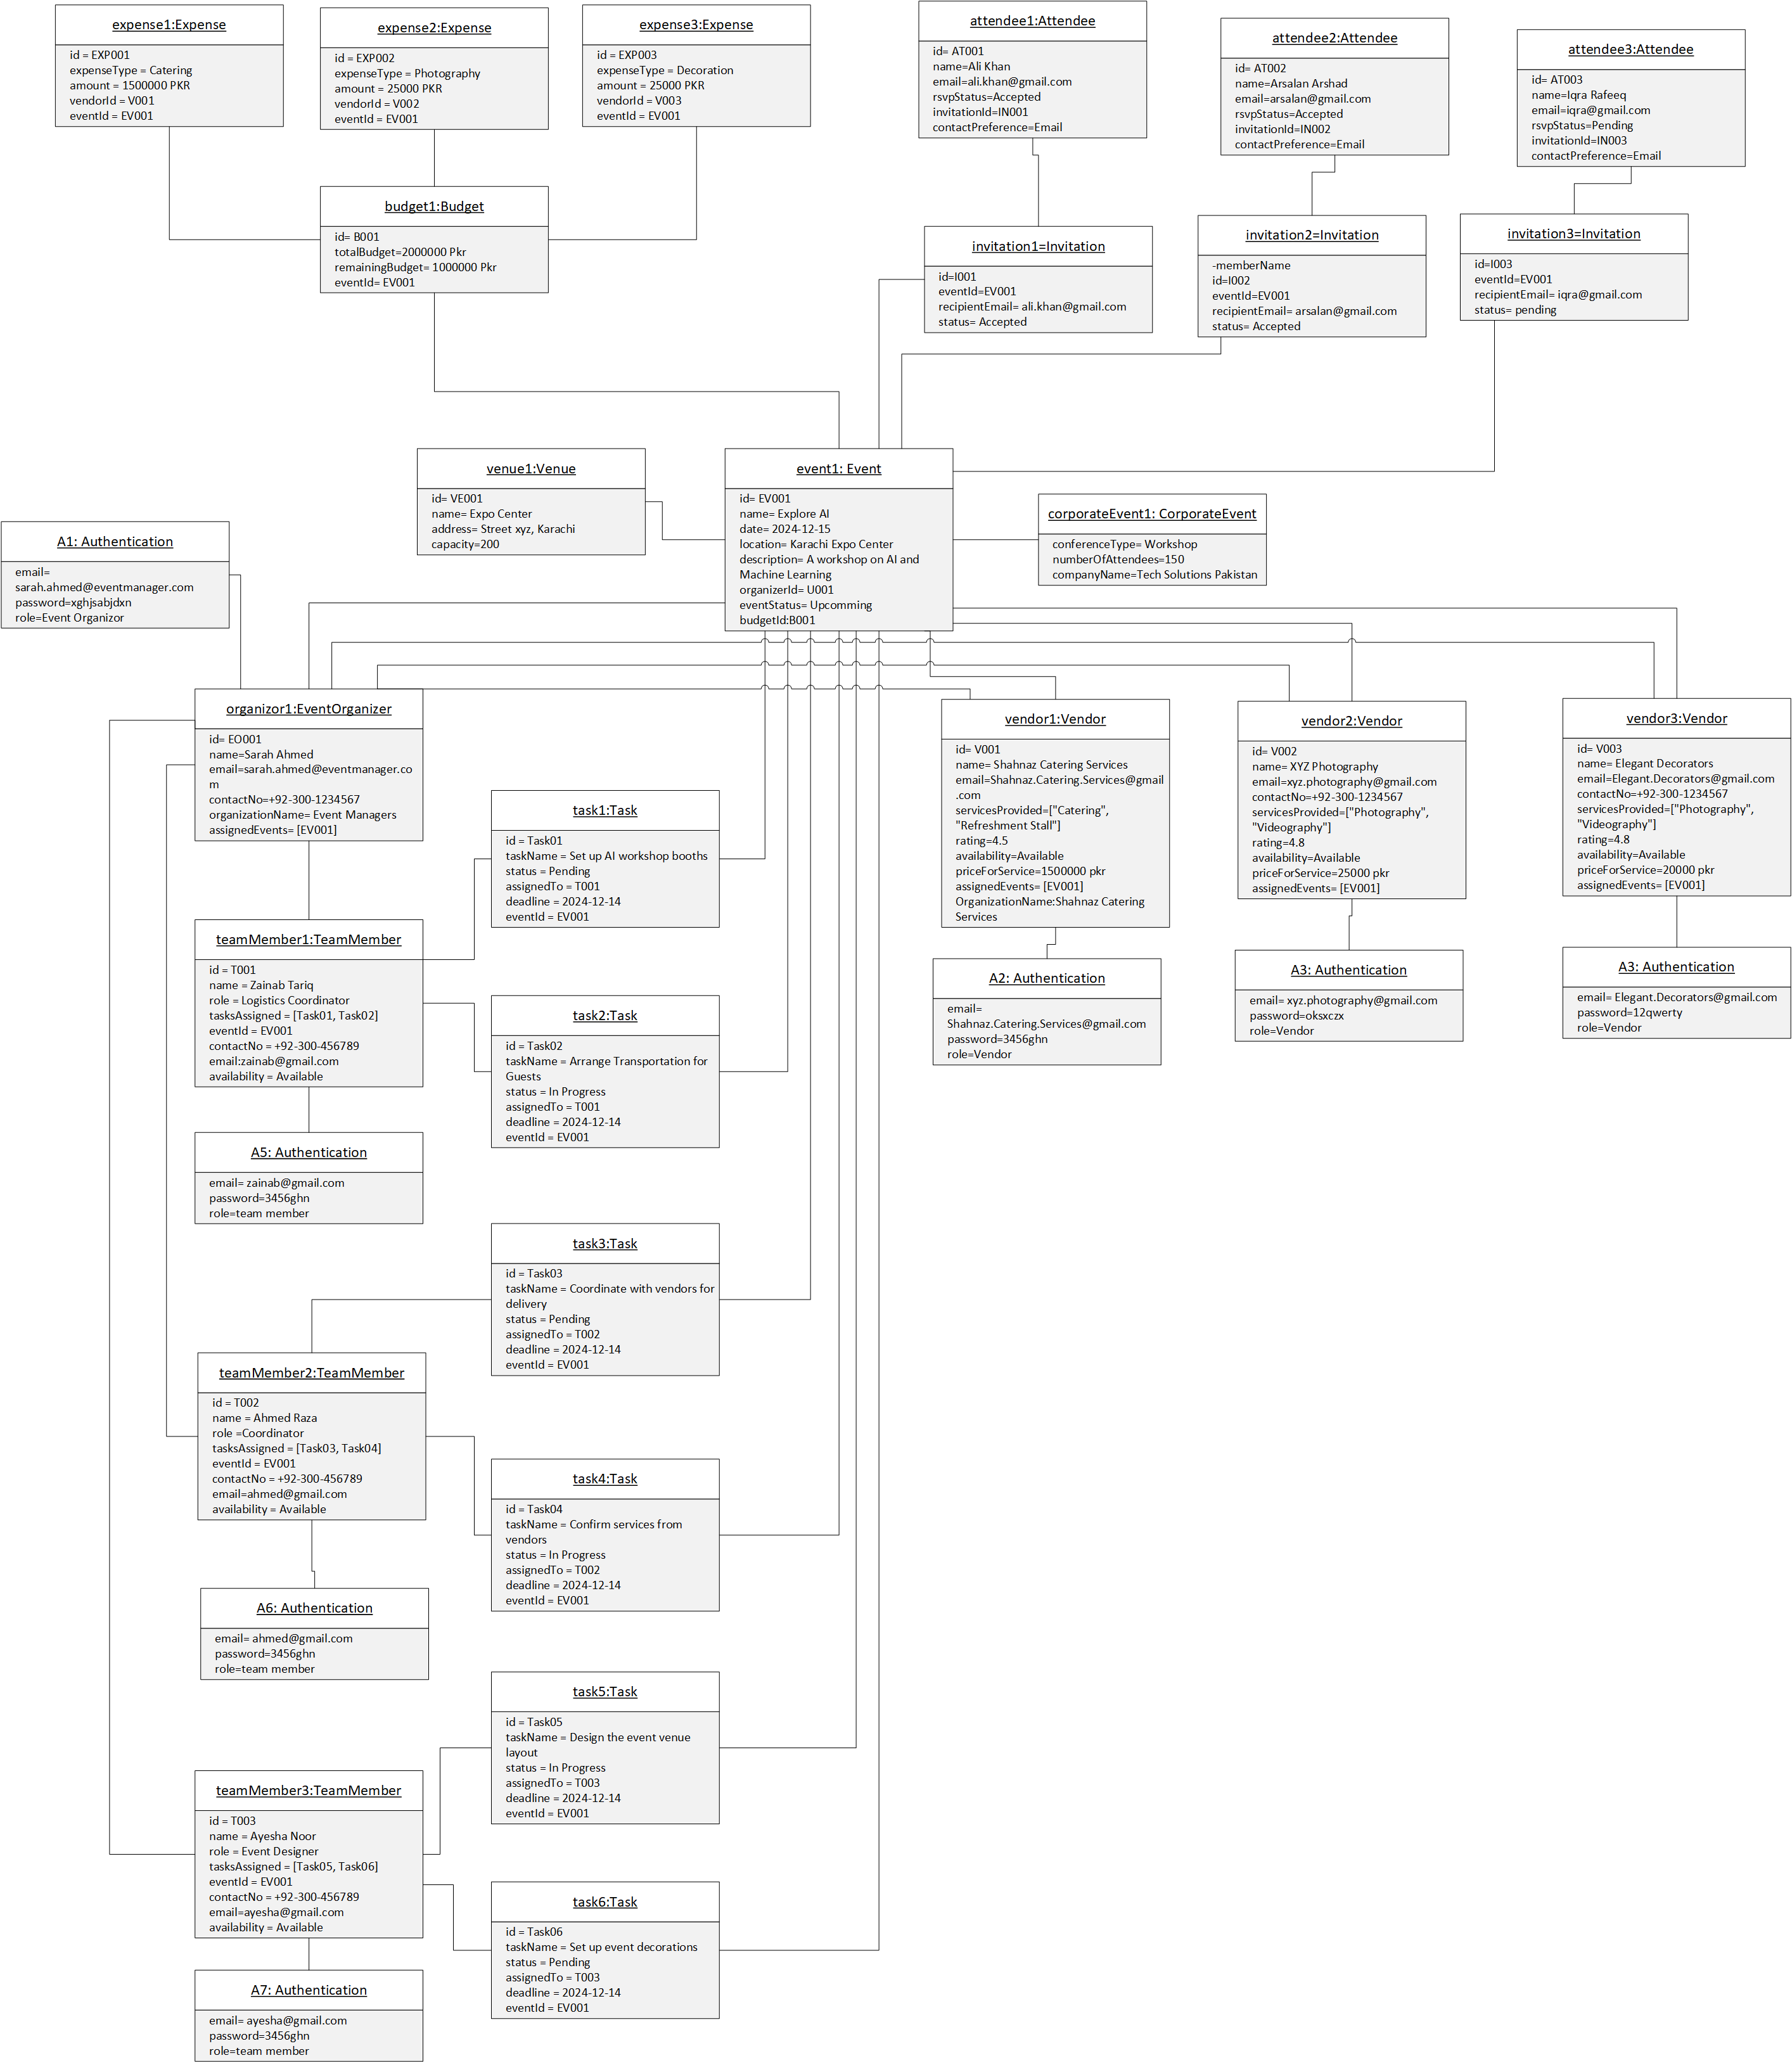 expense1:Expense
id = EXP001
expenseType = Catering
amount = 1500000 PKR
vendorId = V001
eventId = EV001
expense2:Expense
id = EXP002
expenseType = Photography
amount = 25000 PKR
vendorId = V002
eventId = EV001
expense3:Expense
id = EXP003
expenseType = Decoration
amount = 25000 PKR
vendorId = V003
eventId = EV001
attendee1:Attendee
id= AT001
name=Ali Khan
email=ali.khan@gmail.com
rsvpStatus=Accepted
invitationId=IN001
contactPreference=Email
attendee2:Attendee
id= AT002
name=Arsalan Arshad
email=arsalan@gmail.com
rsvpStatus=Accepted
invitationId=IN002
contactPreference=Email
attendee3:Attendee
id= AT003
name=Iqra Rafeeq
email=iqra@gmail.com
rsvpStatus=Pending
invitationId=IN003
contactPreference=Email
budget1:Budget
id= B001
totalBudget=2000000 Pkr
remainingBudget= 1000000 Pkr
eventId= EV001
invitation1=Invitation
id=I001
eventId=EV001
recipientEmail= ali.khan@gmail.com
status= Accepted
invitation2=Invitation
-memberName
id=I002
eventId=EV001
recipientEmail= arsalan@gmail.com
status= Accepted
invitation3=Invitation
id=I003
eventId=EV001
recipientEmail= iqra@gmail.com
status= pending
venue1:Venue
id= VE001
name= Expo Center
address= Street xyz, Karachi
capacity=200
event1: Event
id= EV001
name= Explore AI
date= 2024-12-15
location= Karachi Expo Center
description= A workshop on AI and
Machine Learning
organizerId= U001
eventStatus= Upcomming
budgetId:B001
corporateEvent1: CorporateEvent
conferenceType= Workshop
numberOfAttendees=150
companyName=Tech Solutions Pakistan
A1: Authentication
email=
sarah.ahmed@eventmanager.com
password=xghjsabjdxn
role=Event Organizor
organizor1:EventOrganizer
id= EO001
name=Sarah Ahmed
email=sarah.ahmed@eventmanager.co
m
contactNo=+92-300-1234567
organizationName= Event Managers
assignedEvents= [EV001]
vendor1:Vendor
id= V001
name= Shahnaz Catering Services
email=Shahnaz.Catering.Services@gmail
.com
servicesProvided=["Catering",
"Refreshment Stall"]
rating=4.5
availability=Available
priceForService=1500000 pkr
assignedEvents= [EV001]
OrganizationName:Shahnaz Catering
Services
vendor2:Vendor
id= V002
name= XYZ Photography
email=xyz.photography@gmail.com
contactNo=+92-300-1234567
servicesProvided=["Photography",
"Videography"]
rating=4.8
availability=Available
priceForService=25000 pkr
assignedEvents= [EV001]
vendor3:Vendor
id= V003
name= Elegant Decorators
email=Elegant.Decorators@gmail.com
contactNo=+92-300-1234567
servicesProvided=["Photography",
"Videography"]
rating=4.8
availability=Available
priceForService=20000 pkr
assignedEvents= [EV001]
task1:Task
id = Task01
taskName = Set up AI workshop booths
status = Pending
assignedTo = T001
deadline = 2024-12-14
eventId = EV001
teamMember1:TeamMember
id = T001
name = Zainab Tariq
role = Logistics Coordinator
tasksAssigned = [Task01, Task02]
eventId = EV001
contactNo = +92-300-456789
email:zainab@gmail.com
availability = Available
A2: Authentication
email=
Shahnaz.Catering.Services@gmail.com
password=3456ghn
role=Vendor
A3: Authentication
email= xyz.photography@gmail.com
password=oksxczx
role=Vendor
A3: Authentication
email= Elegant.Decorators@gmail.com
password=12qwerty
role=Vendor
task2:Task
id = Task02
taskName = Arrange Transportation for
Guests
status = In Progress
assignedTo = T001
deadline = 2024-12-14
eventId = EV001
A5: Authentication
email= zainab@gmail.com
password=3456ghn
role=team member
task3:Task
id = Task03
taskName = Coordinate with vendors for
delivery
status = Pending
assignedTo = T002
deadline = 2024-12-14
eventId = EV001
teamMember2:TeamMember
id = T002
name = Ahmed Raza
role =Coordinator
tasksAssigned = [Task03, Task04]
eventId = EV001
contactNo = +92-300-456789
email=ahmed@gmail.com
availability = Available
task4:Task
id = Task04
taskName = Confirm services from
vendors
status = In Progress
assignedTo = T002
deadline = 2024-12-14
eventId = EV001
A6: Authentication
email= ahmed@gmail.com
password=3456ghn
role=team member
task5:Task
id = Task05
taskName = Design the event venue
layout
status = In Progress
assignedTo = T003
deadline = 2024-12-14
eventId = EV001
teamMember3:TeamMember
id = T003
name = Ayesha Noor
role = Event Designer
tasksAssigned = [Task05, Task06]
eventId = EV001
contactNo = +92-300-456789
email=ayesha@gmail.com
availability = Available
task6:Task
id = Task06
taskName = Set up event decorations
status = Pending
assignedTo = T003
deadline = 2024-12-14
eventId = EV001
A7: Authentication
email= ayesha@gmail.com
password=3456ghn
role=team member